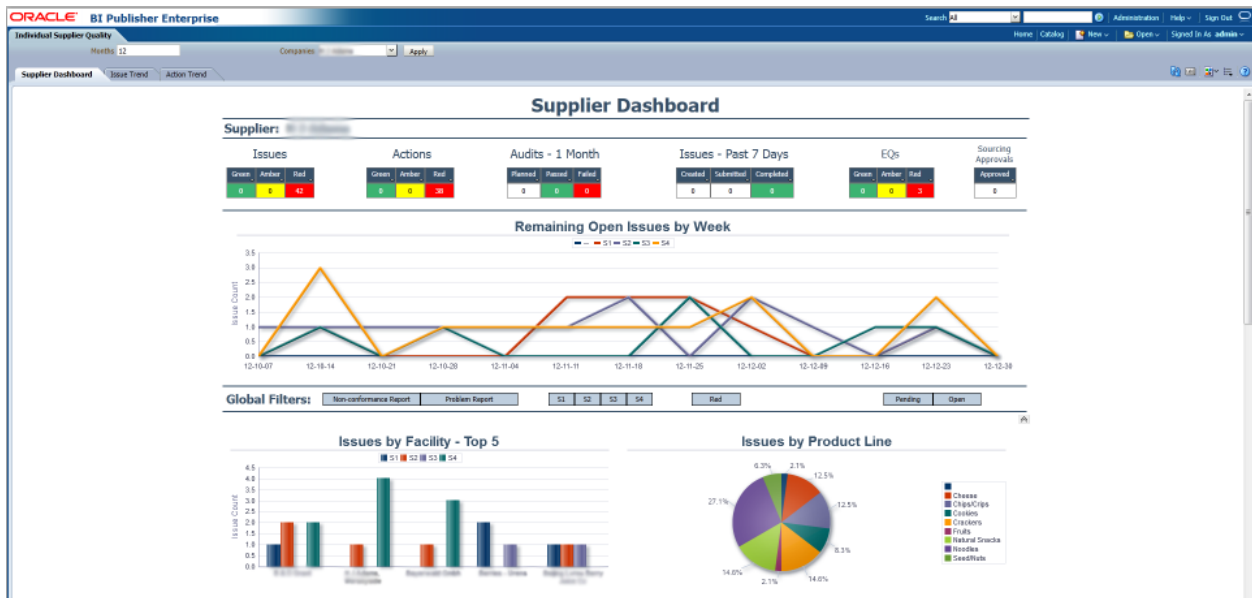 ORACLE BI Publisher Enterprise Search All Administration Help Sign Out
Individual Supplier Quality Home Catalog New Open Signed In As admin
Months 12 Companies Apply
Supplier Dashboard Issue Trend Action Trend
Supplier Dashboard
Supplier:
Issues Actions Audits - 1 Month Issues - Past 7 Days EQs Sourcing Approvals
Green Amber Red Green Amber Red Planned Passed Failed Created Submitted Completed Green Amber Red Approved
0 0 42 0 0 38 0 0 0 0 0 0 0 0 3 0
Remaining Open Issues by Week
-- S1 S2 S3 S4
Issue Count
3.5
3.0
2.5
2.0
1.5
1.0
0.5
0.0
12-10-07 12-10-14 12-10-21 12-10-28 12-11-04 12-11-11 12-11-18 12-11-25 12-12-02 12-12-09 12-12-16 12-12-23 12-12-30
Global Filters: Non-conformance Report Problem Report S1 S2 S3 S4 Red Pending Open
Issues by Facility - Top 5
S1 S2 S3 S4
Issue Count
4.5
4.0
3.5
3.0
2.5
2.0
1.5
1.0
0.5
0.0
Issues by Product Line
6.3% 2.1%
12.5%
27.1%
12.5%
8.3%
14.6%
14.6%
2.1%
Cheese
Chips/Crips
Cookies
Crackers
Fruits
Natural Snacks
Noodles
Seed/Nuts